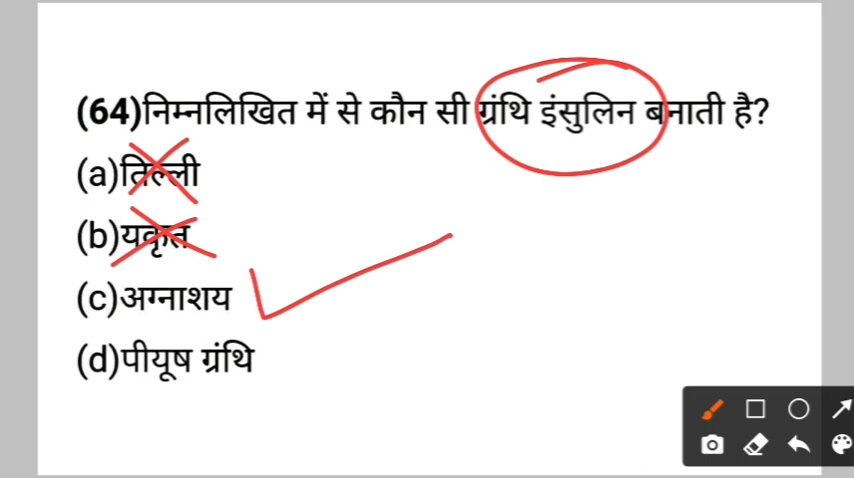 (64)निम्नलिखित में से कौन सी ग्रंथि इंसुलिन बनाती है?
(a)तिल्ली
(b)यकृत
(c)अग्नाशय
(d)पीयूष ग्रंथि